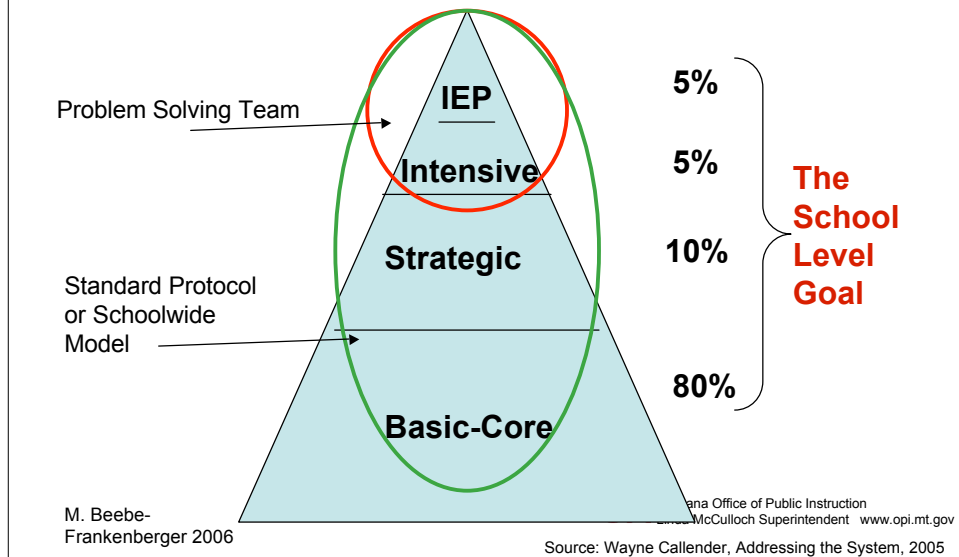 Problem Solving Team
IEP
5%
Intensive
5%
The
School
Level
Goal
Strategic
10%
Standard Protocol
or Schoolwide
Model
Basic-Core
80%
M. Beebe-
Frankenberger 2006
ana Office of Public Instruction
McCulloch Superintendent www.opi.mt.gov
Source: Wayne Callender, Addressing the System, 2005